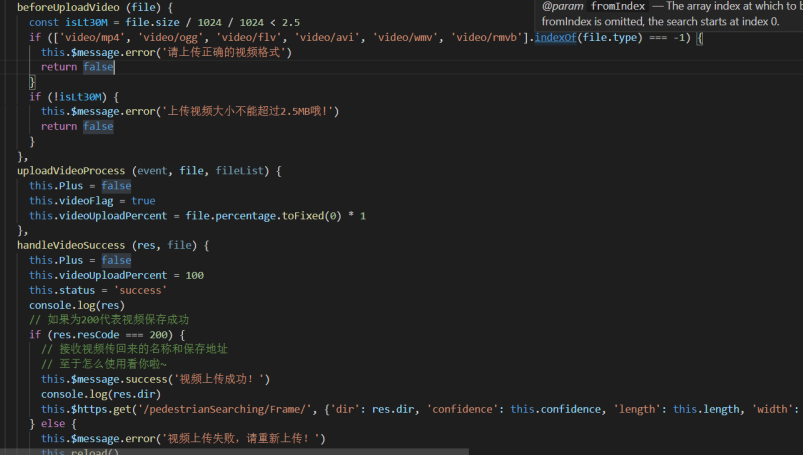 beforeUploadVideo (file) {
@param fromIndex — The array index at which to b
const isLt30M = file.size / 1024 / 1024 < 2.5
fromIndex is omitted, the search starts at index 0.
if (['video/mp4', 'video/ogg', 'video/flv', 'video/avi', 'video/wmv', 'video/rmvb'].indexOf(file.type) === -1) {
this.$message.error('请上传正确的视频格式')
return false
}
if (!isLt30M) {
this.$message.error('上传视频大小不能超过2.5MB哦!')
return false
}
},
uploadVideoProcess (event, file, fileList) {
this.Plus = false
this.videoFlag = true
this.videoUploadPercent = file.percentage.toFixed(0) * 1
},
handleVideoSuccess (res, file) {
this.Plus = false
this.videoUploadPercent = 100
this.status = 'success'
console.log(res)
// 如果为200代表视频保存成功
if (res.resCode === 200) {
// 接收视频传回来的名称和保存地址
// 至于怎么使用看你啦~
this.$message.success('视频上传成功！')
console.log(res.dir)
this.$https.get('/pedestrianSearching/Frame/', {'dir': res.dir, 'confidence': this.confidence, 'length': this.length, 'width':
} else {
this.$message.error('视频上传失败，请重新上传！')
this.reload()